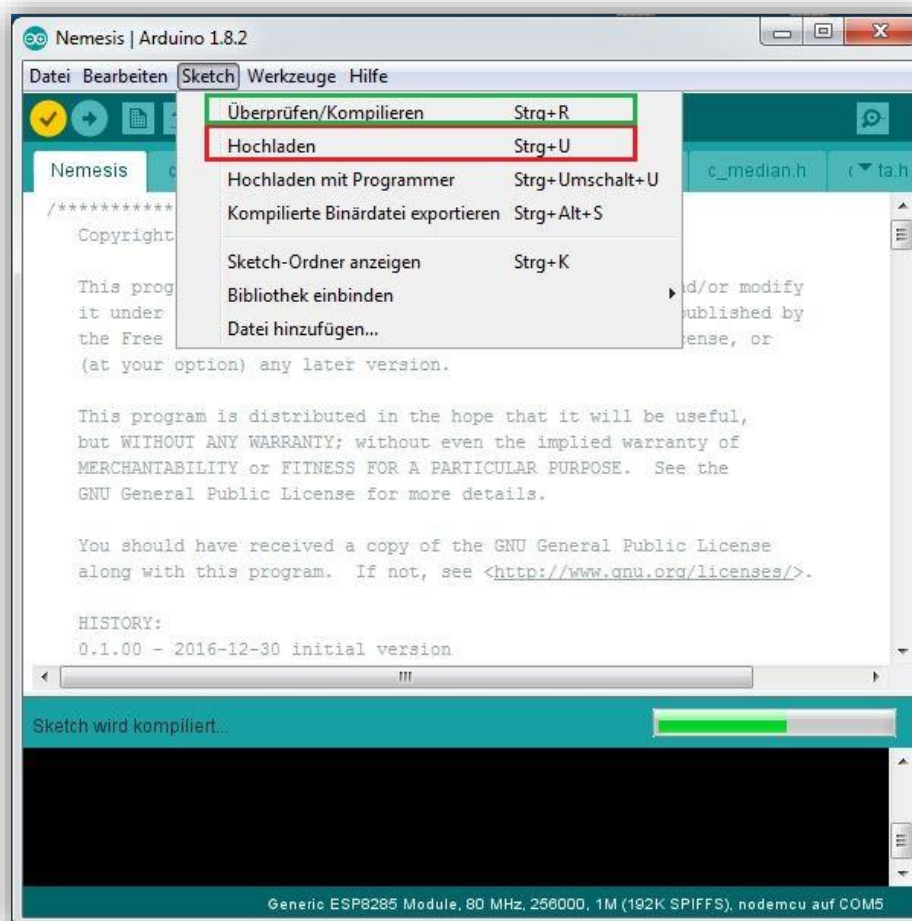 Nemesis | Arduino 1.8.2
Datei Bearbeiten Sketch Werkzeuge Hilfe
Überprüfen/Kompilieren Strg+R
Hochladen Strg+U
Hochladen mit Programmer Strg+Umschalt+U
Kompilierte Binärdatei exportieren Strg+Alt+S
Sketch-Ordner anzeigen Strg+K
Bibliothek einbinden
Datei hinzufügen...
Nemesis c_median.h ta.h
/***********
Copyright
This prog d/or modify
it under ublished by
the Free cense, or
(at your option) any later version.
This program is distributed in the hope that it will be useful,
but WITHOUT ANY WARRANTY; without even the implied warranty of
MERCHANTABILITY or FITNESS FOR A PARTICULAR PURPOSE. See the
GNU General Public License for more details.
You should have received a copy of the GNU General Public License
along with this program. If not, see <http://www.gnu.org/licenses/>.
HISTORY:
0.1.00 - 2016-12-30 initial version
Sketch wird kompiliert...
Generic ESP8285 Module, 80 MHz, 256000, 1M (192K SPIFFS), nodemcu auf COM5